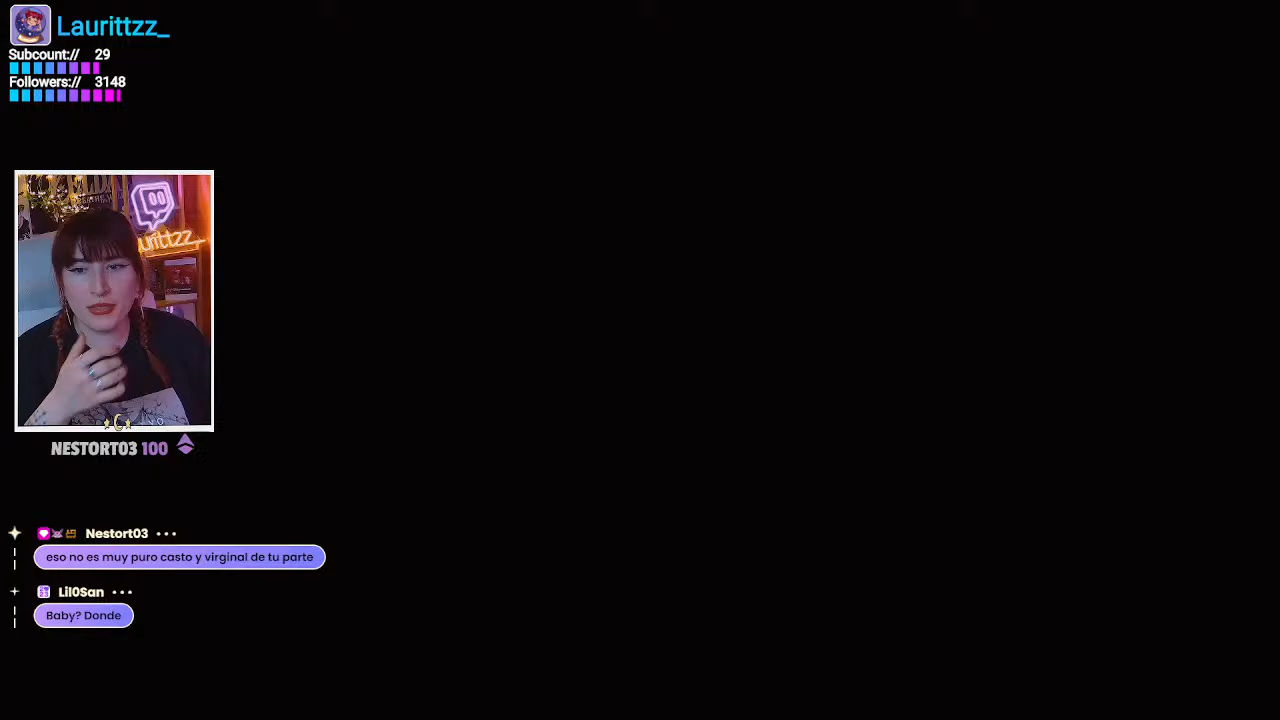 Laurittzz_
Subcount:// 29
Followers:// 3148
urittzz_
NESTORT03 100
Nestort03
eso no es muy puro casto y virginal de tu parte
Lil0San
Baby? Donde